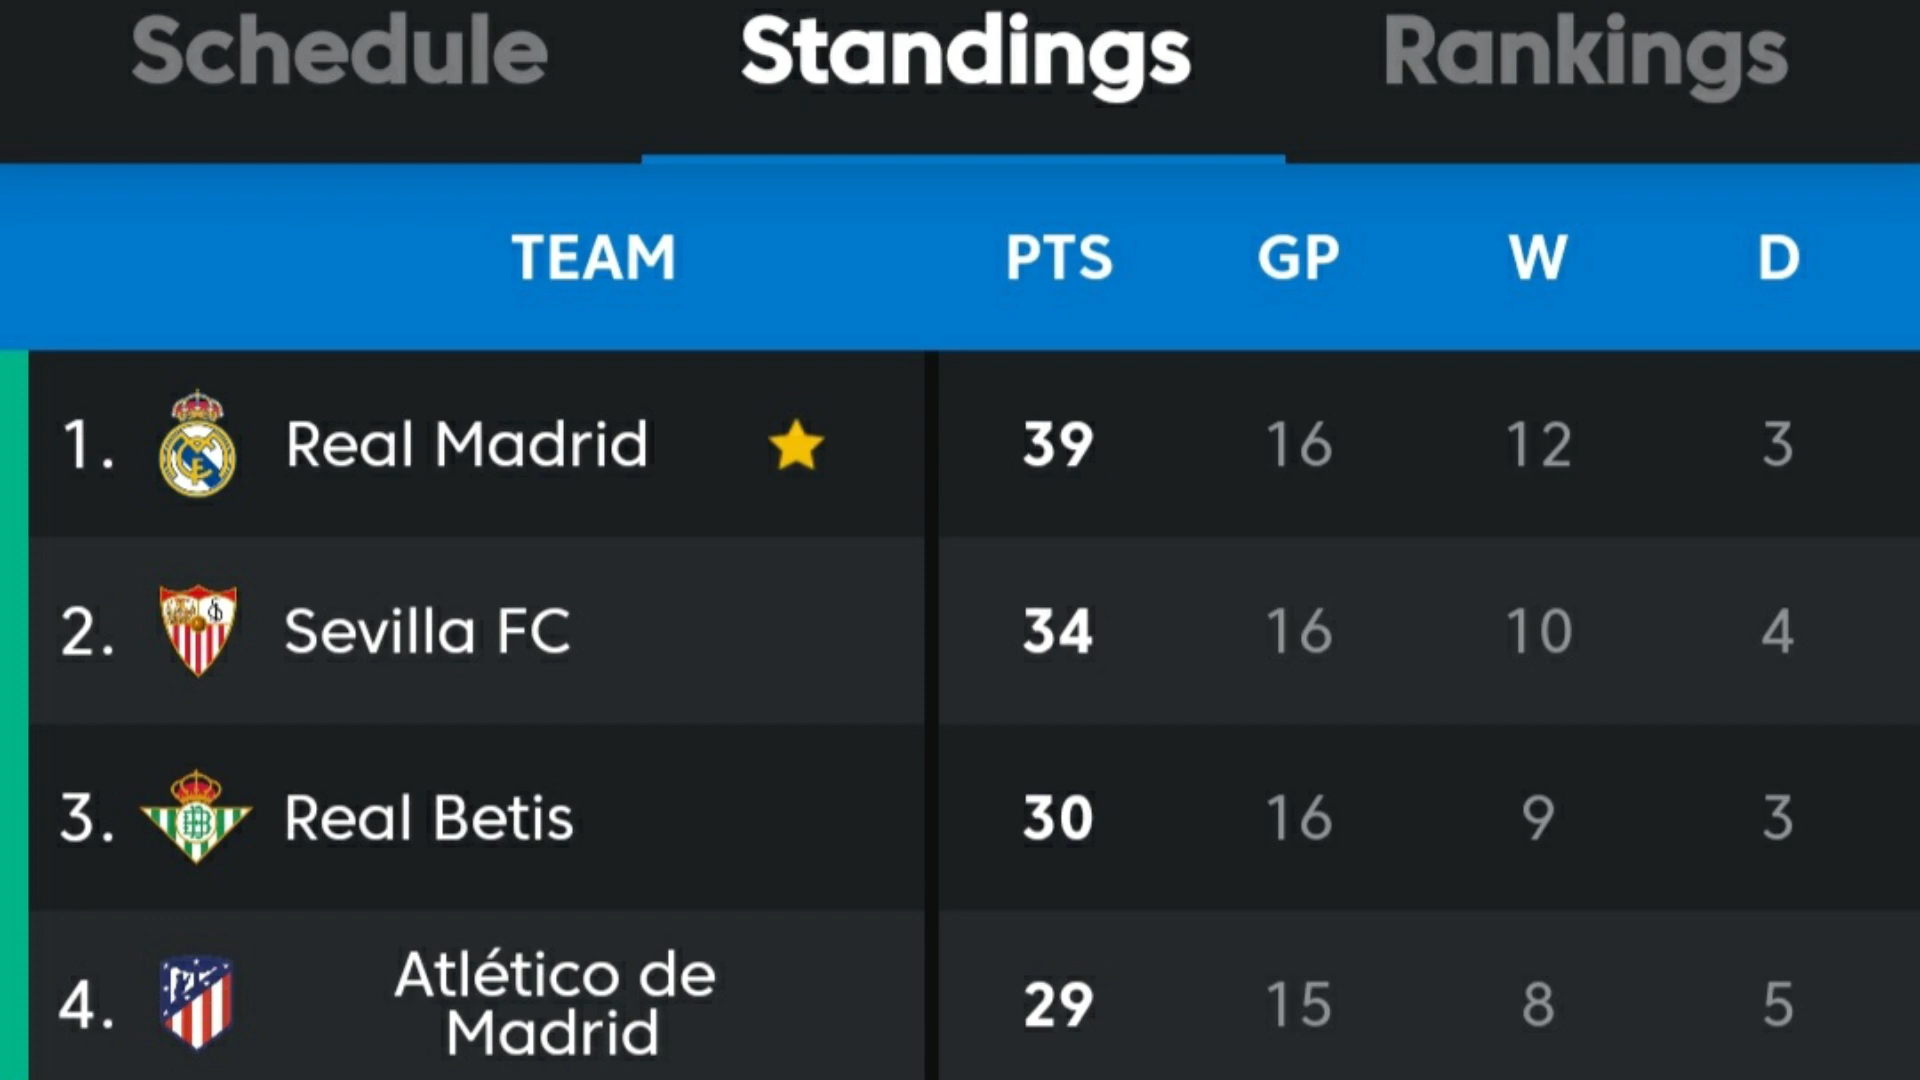 Schedule Standings Rankings
TEAM PTS GP W D
1. Real Madrid 39 16 12 3
2. Sevilla FC 34 16 10 4
3. Real Betis 30 16 9 3
4. Atlético de
Madrid 29 15 8 5